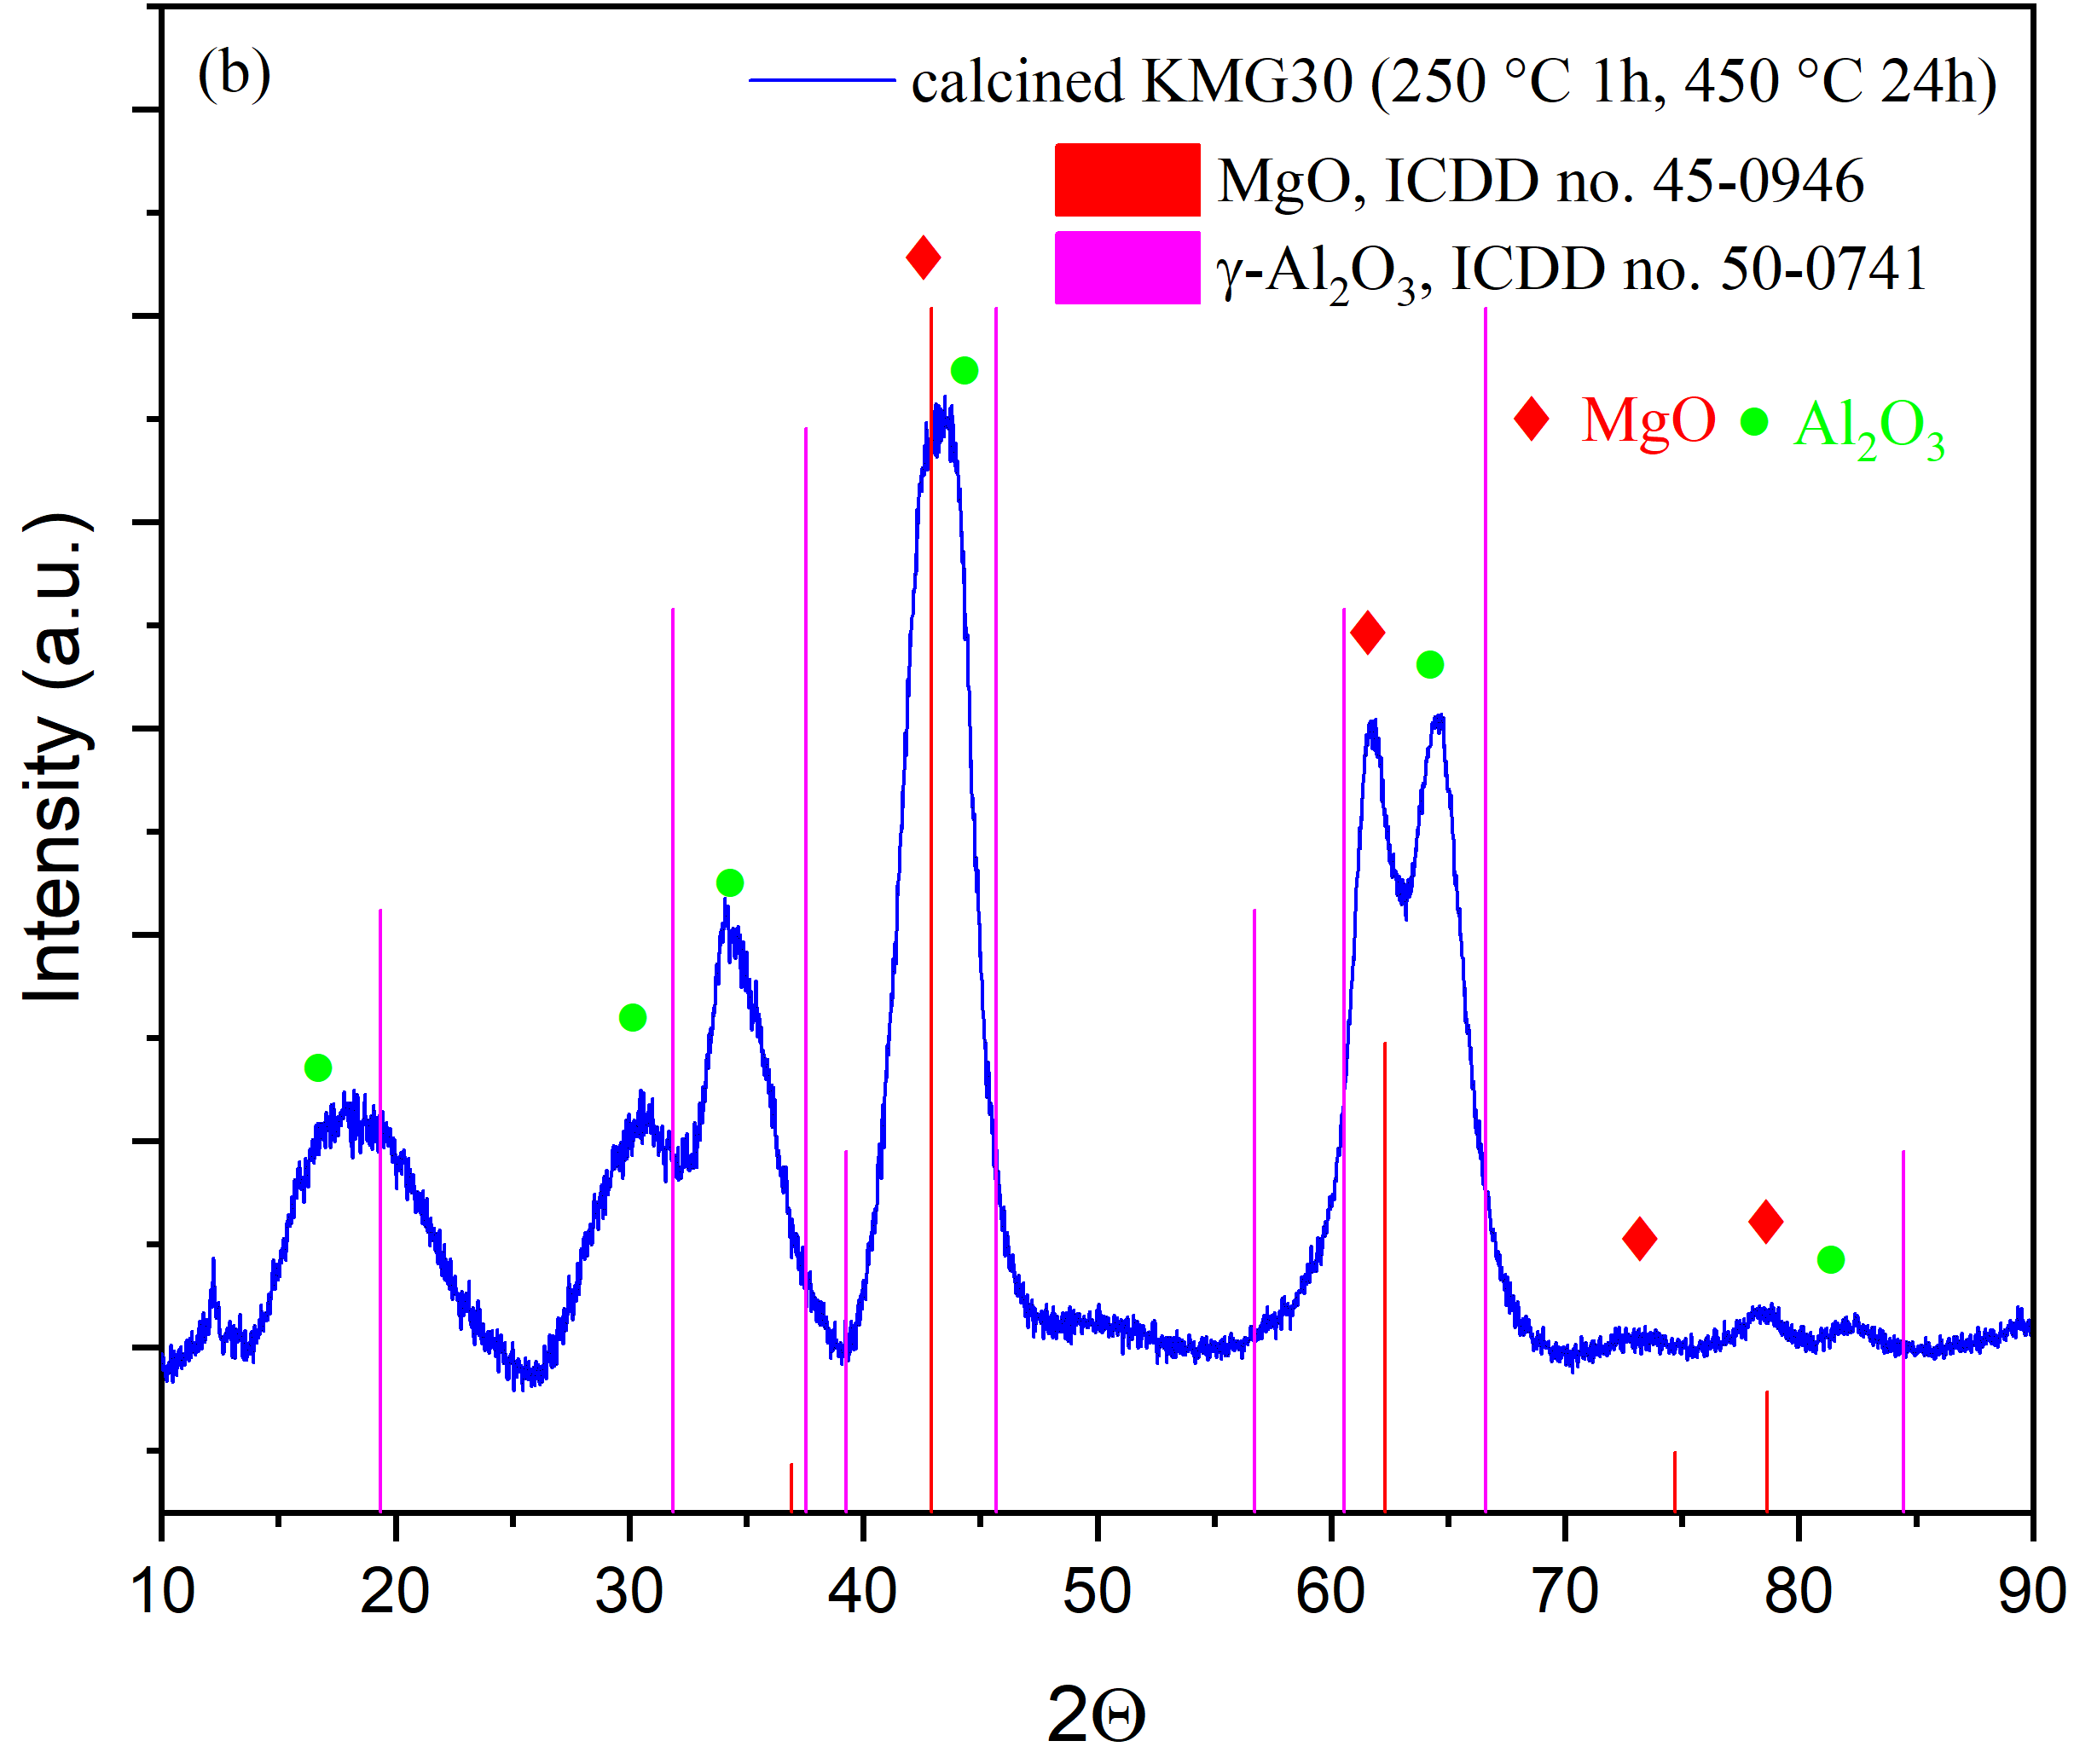 (b)
calcined KMG30 (250 °C 1h, 450 °C 24h)
MgO, ICDD no. 45-0946
γ-Al₂O₃, ICDD no. 50-0741
MgO Al₂O₃
Intensity (a.u.)
10 20 30 40 50 60 70 80 90
2Θ